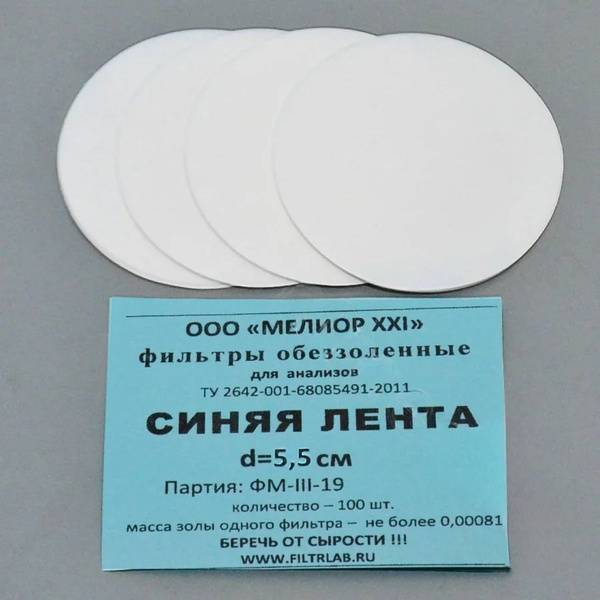 ООО «МЕЛИОР XXI»
фильтры обеззоленные
для анализов
ТУ 2642-001-68085491-2011
СИНЯЯ ЛЕНТА
d=5,5 см
Партия: ФМ-III-19
количество – 100 шт.
масса золы одного фильтра – не более 0,00081
БЕРЕЧЬ ОТ СЫРОСТИ !!!
WWW.FILTRLAB.RU